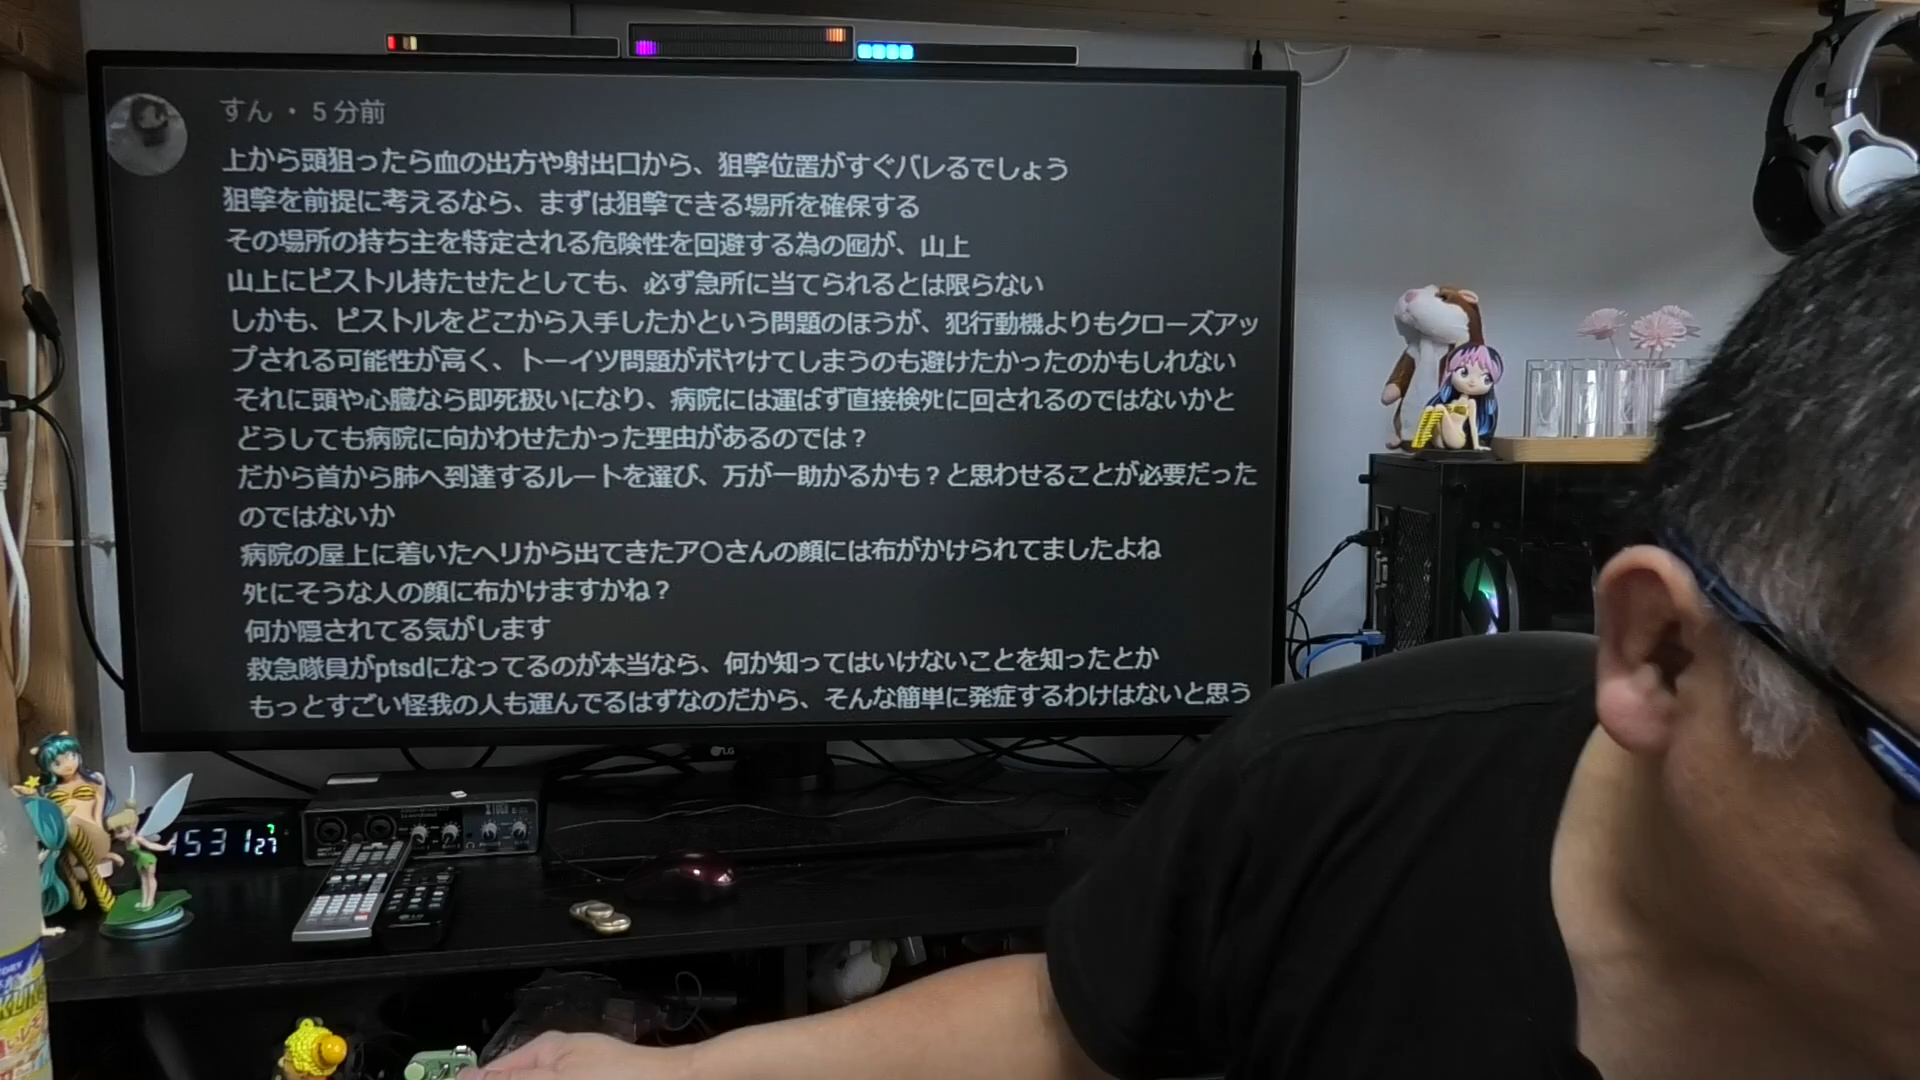 すん・5分前
上から頭狙ったら血の出方や射出口から、狙撃位置がすぐバレるでしょう
狙撃を前提に考えるなら、まずは狙撃できる場所を確保する
その場所の持ち主を特定される危険性を回避する為の囮が、山上
山上にピストル持たせたとしても、必ず急所に当てられるとは限らない
しかも、ピストルをどこから入手したかという問題のほうが、犯行動機よりもクローズアッ
プされる可能性が高く、トーイツ問題がボヤけてしまうのも避けたかったのかもしれない
それに頭や心臓なら即死扱いになり、病院には運ばず直接検ﾀﾋに回されるのではないかと
どうしても病院に向かわせたかった理由があるのでは？
だから首から肺へ到達するルートを選び、万が一助かるかも？と思わせることが必要だった
のではないか
病院の屋上に着いたヘリから出てきたア〇さんの顔には布がかけられてましたよね
ﾀﾋにそうな人の顔に布かけますかね？
何か隠されてる気がします
救急隊員がptsdになってるのが本当なら、何か知ってはいけないことを知ったとか
もっとすごい怪我の人も運んでるはずなのだから、そんな簡単に発症するわけはないと思う
LG